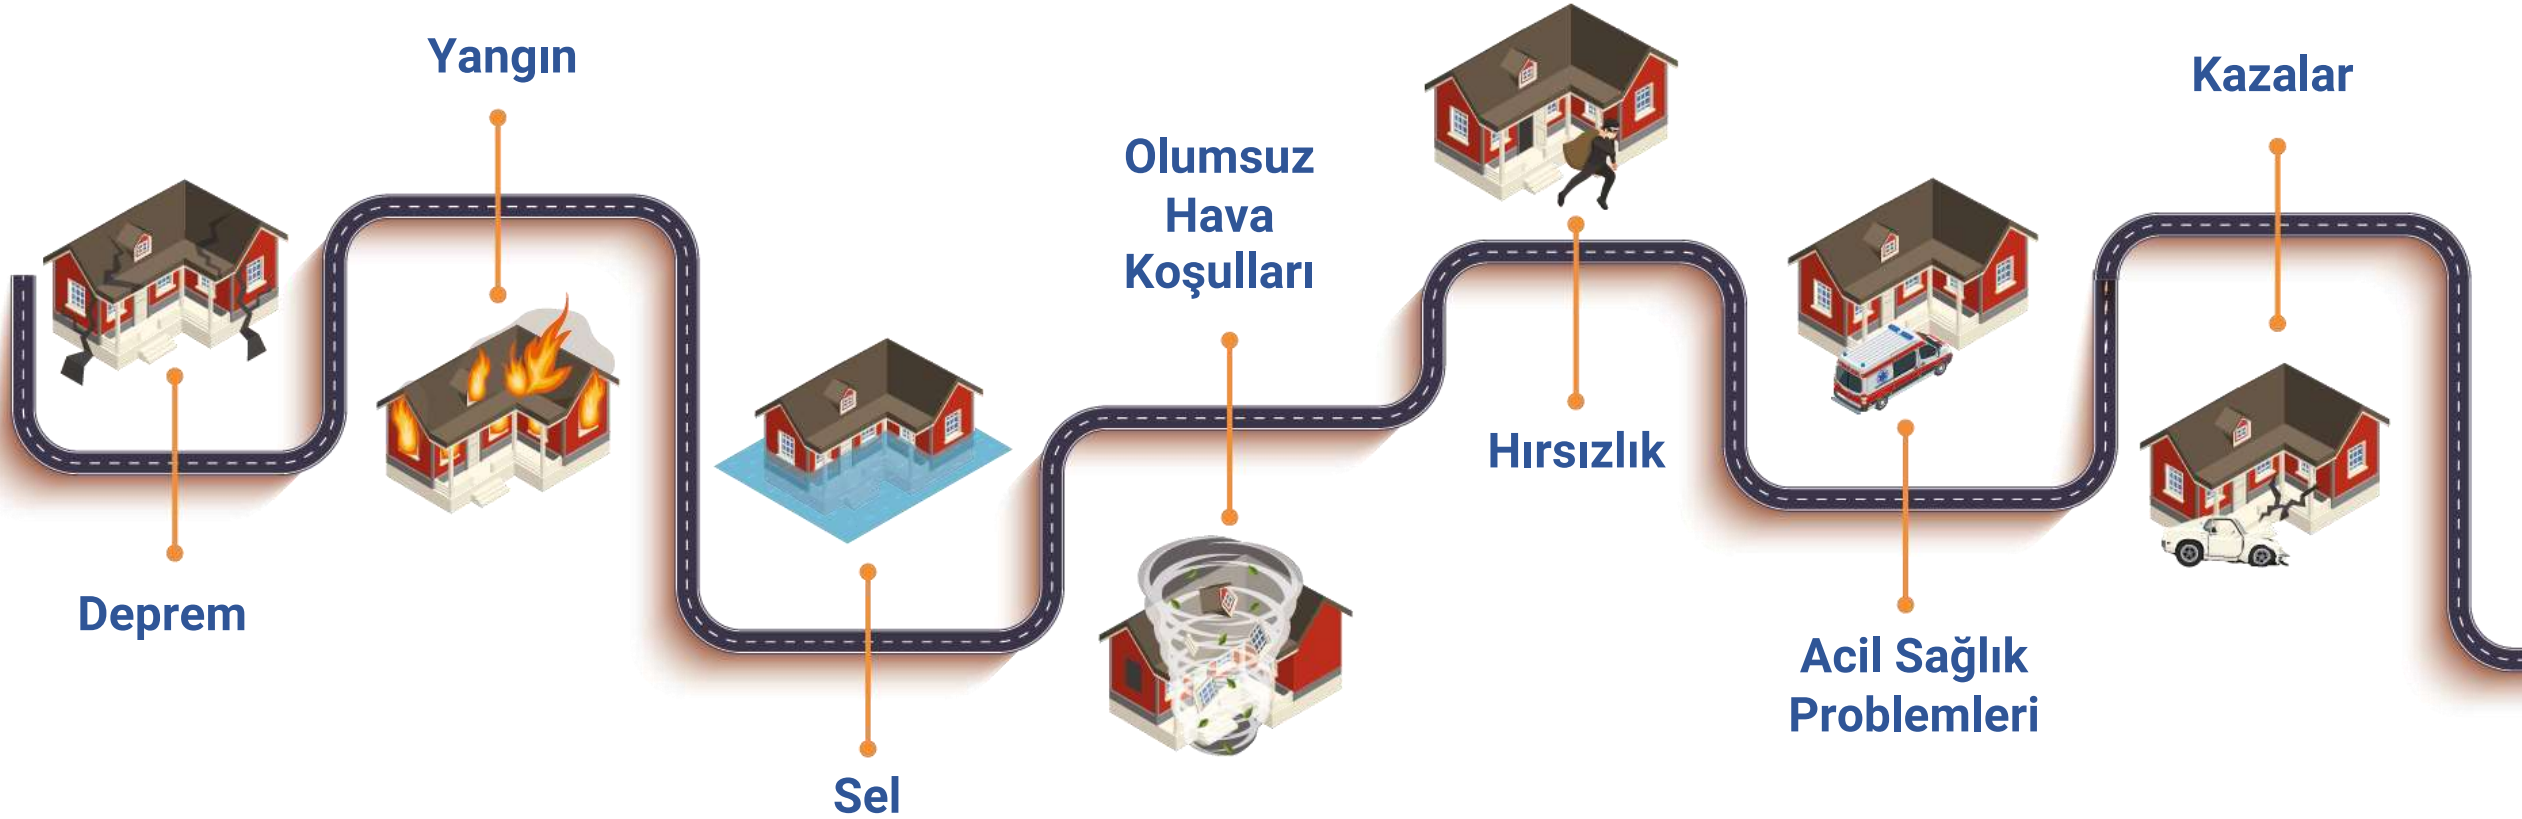 Deprem
Yangın
Sel
Olumsuz
Hava
Koşulları
Hırsızlık
Acil Sağlık
Problemleri
Kazalar